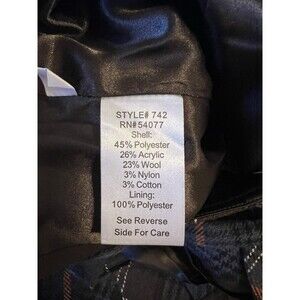 STYLE# 742
RN#54077
Shell:
45% Polyester
26% Acrylic
23% Wool
3% Nylon
3% Cotton
Lining:
100% Polyester
See Reverse
Side For Care